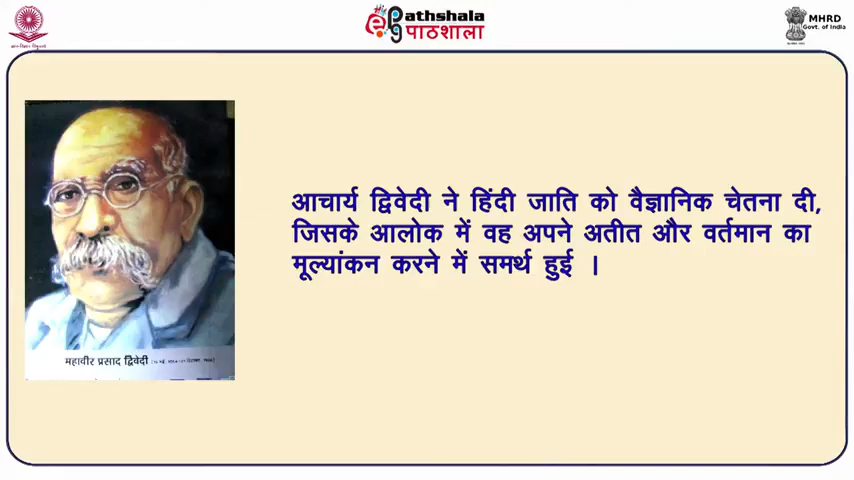 ePathshala
पाठशाला
MHRD
Govt. of India
आचार्य द्विवेदी ने हिंदी जाति को वैज्ञानिक चेतना दी,
जिसके आलोक में वह अपने अतीत और वर्तमान का
मूल्यांकन करने में समर्थ हुई ।
महावीर प्रसाद द्विवेदी